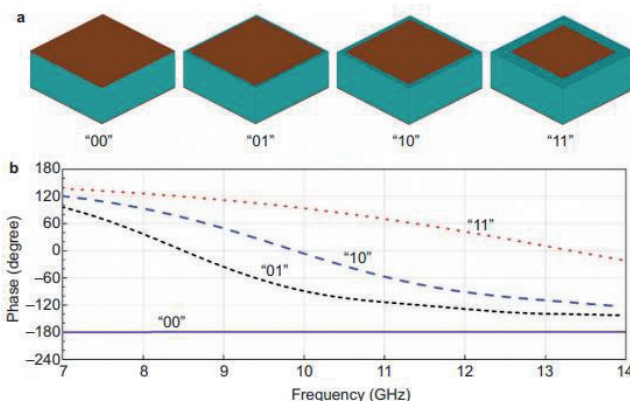 a
“00” “01” “10” “11”
b
180
120
60
0
–60
–120
–180
–240
Phase (degree)
“11”
“10”
“01”
“00”
7 8 9 10 11 12 13 14
Frequency (GHz)